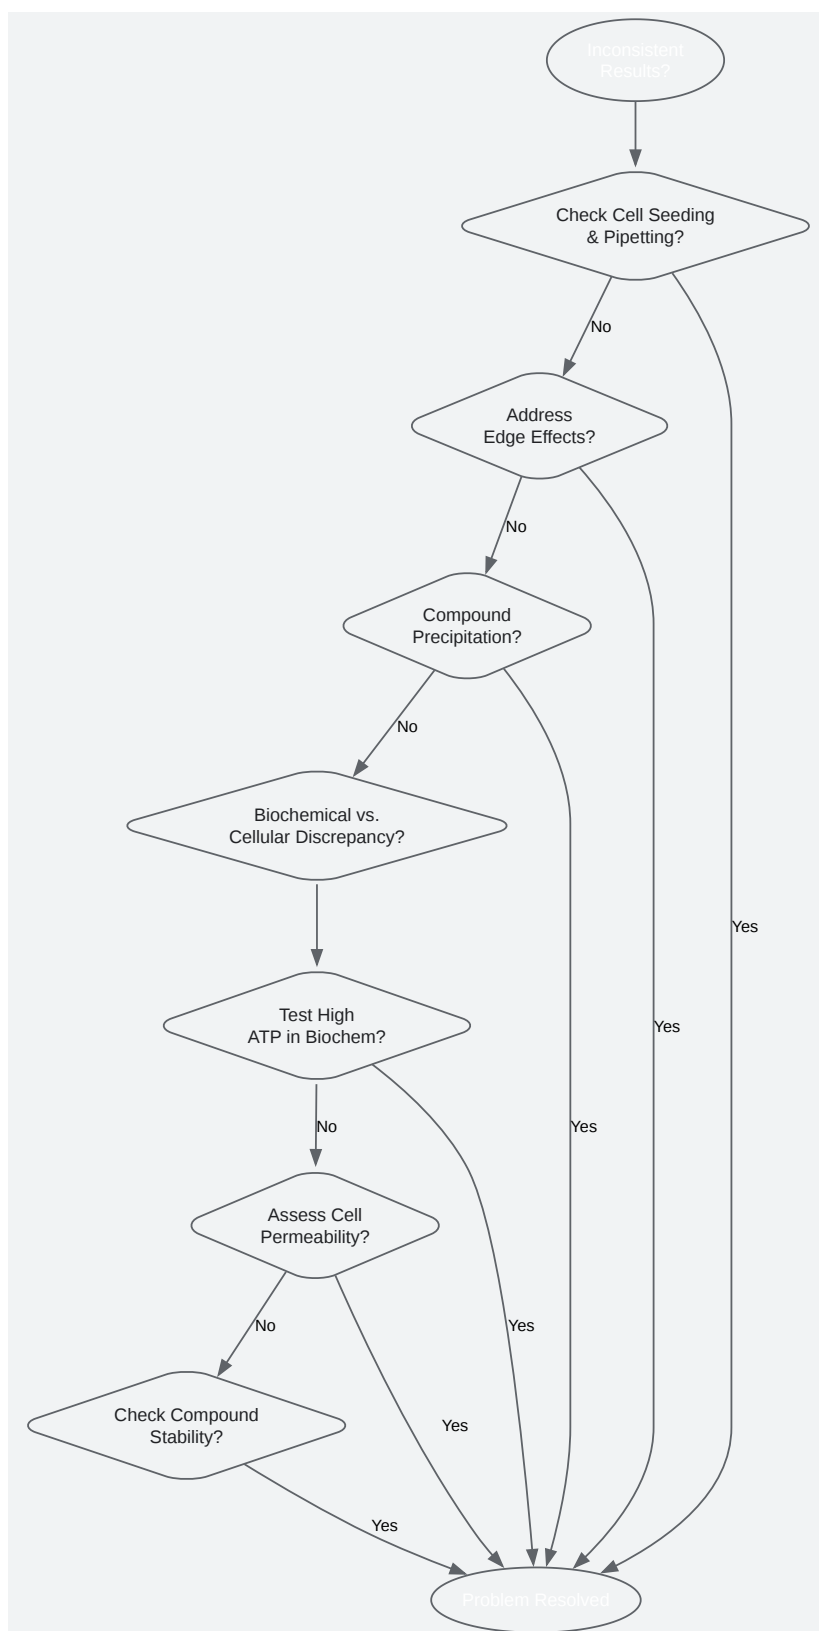 Inconsistent
Results?
Check Cell Seeding
& Pipetting?
No
Address
Edge Effects?
No
Compound
Precipitation?
No
Biochemical vs.
Cellular Discrepancy?
Yes
Test High
ATP in Biochem?
Yes
No
Yes
Assess Cell
Permeability?
No
Yes
Check Compound
Stability?
Yes
Yes
Problem Resolved